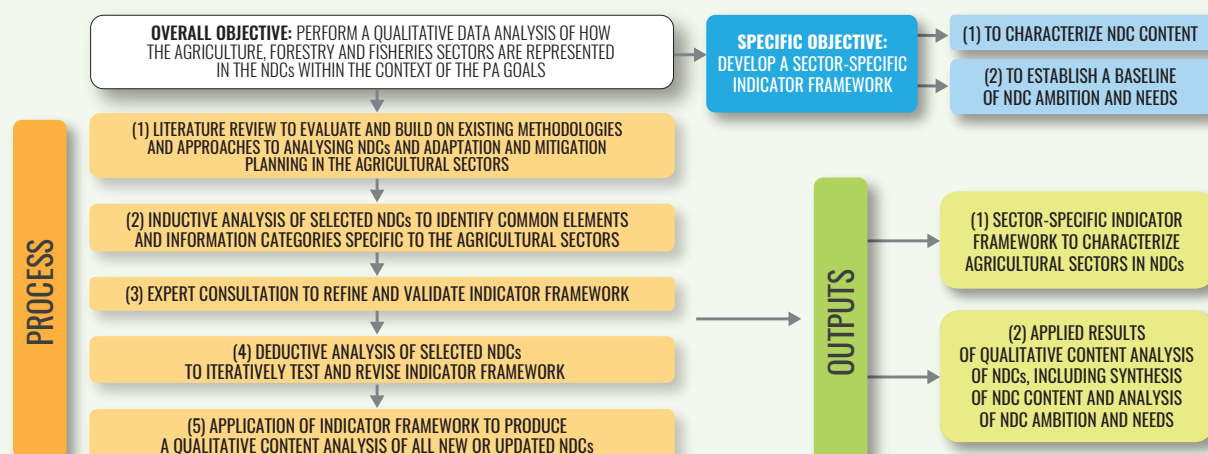 OVERALL OBJECTIVE: PERFORM A QUALITATIVE DATA ANALYSIS OF HOW
THE AGRICULTURE, FORESTRY AND FISHERIES SECTORS ARE REPRESENTED
IN THE NDCs WITHIN THE CONTEXT OF THE PA GOALS
SPECIFIC OBJECTIVE:
DEVELOP A SECTOR-SPECIFIC
INDICATOR FRAMEWORK
(1) TO CHARACTERIZE NDC CONTENT
(2) TO ESTABLISH A BASELINE
OF NDC AMBITION AND NEEDS
PROCESS
(1) LITERATURE REVIEW TO EVALUATE AND BUILD ON EXISTING METHODOLOGIES
AND APPROACHES TO ANALYSING NDCs AND ADAPTATION AND MITIGATION
PLANNING IN THE AGRICULTURAL SECTORS
(2) INDUCTIVE ANALYSIS OF SELECTED NDCs TO IDENTIFY COMMON ELEMENTS
AND INFORMATION CATEGORIES SPECIFIC TO THE AGRICULTURAL SECTORS
(3) EXPERT CONSULTATION TO REFINE AND VALIDATE INDICATOR FRAMEWORK
(4) DEDUCTIVE ANALYSIS OF SELECTED NDCs
TO ITERATIVELY TEST AND REVISE INDICATOR FRAMEWORK
(5) APPLICATION OF INDICATOR FRAMEWORK TO PRODUCE
A QUALITATIVE CONTENT ANALYSIS OF ALL NEW OR UPDATED NDCs
OUTPUTS
(1) SECTOR-SPECIFIC INDICATOR
FRAMEWORK TO CHARACTERIZE
AGRICULTURAL SECTORS IN NDCs
(2) APPLIED RESULTS
OF QUALITATIVE CONTENT ANALYSIS
OF NDCs, INCLUDING SYNTHESIS
OF NDC CONTENT AND ANALYSIS
OF NDC AMBITION AND NEEDS